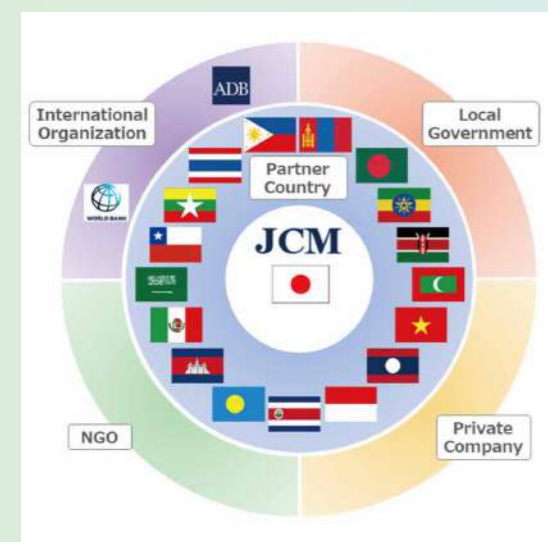 ADB
International
Organization
Local
Government
Partner
Country
WORLD BANK
JCM
NGO
Private
Company